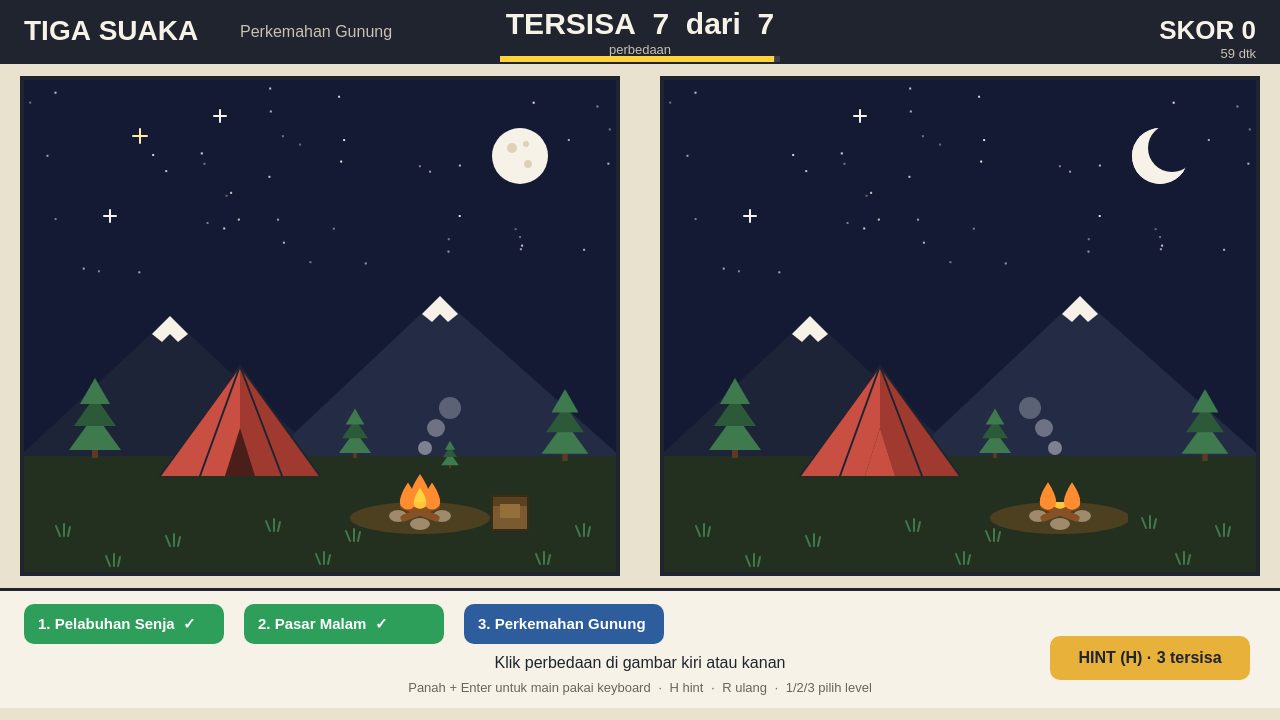 TIGA SUAKA
Perkemahan Gunung
TERSISA 7 dari 7
perbedaan
SKOR 0
59 dtk
1. Pelabuhan Senja ✓
2. Pasar Malam ✓
3. Perkemahan Gunung
Klik perbedaan di gambar kiri atau kanan
Panah + Enter untuk main pakai keyboard · H hint · R ulang · 1/2/3 pilih level
HINT (H) · 3 tersisa